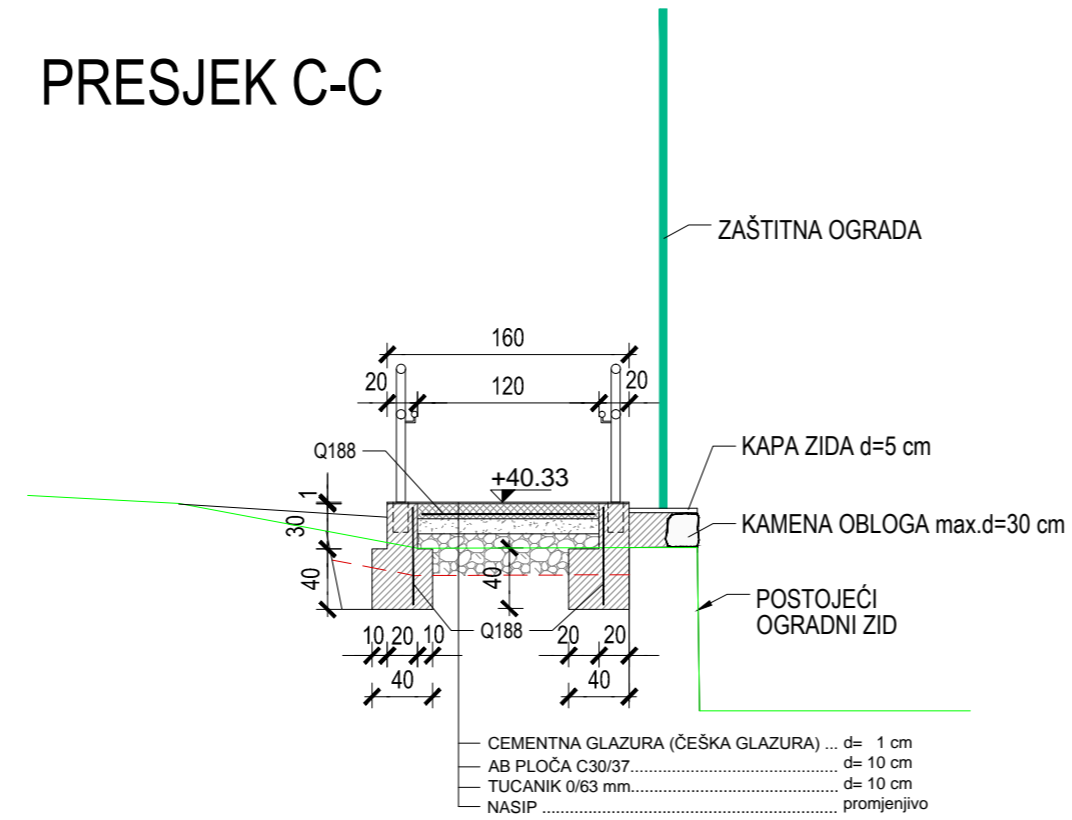 PRESJEK C-C
ZAŠTITNA OGRADA
160
20 120 20
KAPA ZIDA d=5 cm
Q188
+40.33
1
30
KAMENA OBLOGA max.d=30 cm
40
40
POSTOJEĆI
OGRADNI ZID
Q188
10 20 10 20 20
40 40
CEMENTNA GLAZURA (ČEŠKA GLAZURA) ... d= 1 cm
AB PLOČA C30/37..................................... d= 10 cm
TUCANIK 0/63 mm..................................... d= 10 cm
NASIP ..................................................... promjenjivo